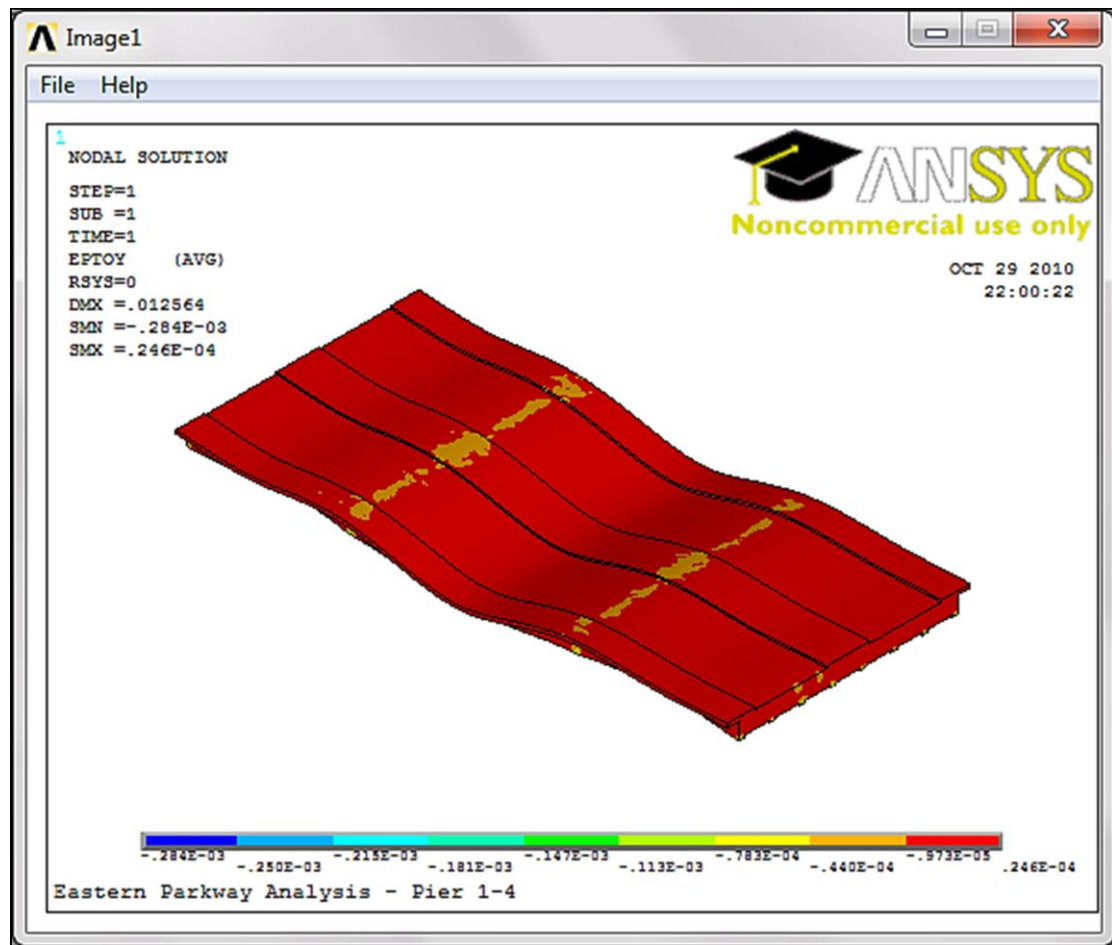 Image1
File Help
1
NODAL SOLUTION
STEP=1
SUB =1
TIME=1
EPTOY (AVG)
RSYS=0
DMX =.012564
SMN =-.284E-03
SMX =.246E-04
ANSYS
Noncommercial use only
OCT 29 2010
22:00:22
-.284E-03 -.215E-03 -.147E-03 -.783E-04 -.973E-05
-.250E-03 -.181E-03 -.113E-03 -.440E-04 .246E-04
Eastern Parkway Analysis - Pier 1-4